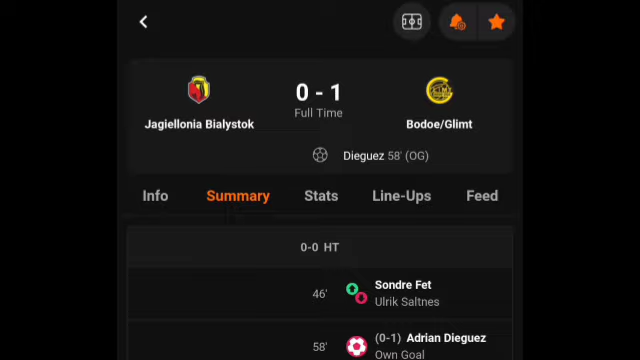 0 - 1
Full Time
Jagiellonia Bialystok
Bodoe/Glimt
Dieguez 58' (OG)
Info Summary Stats Line-Ups Feed
0-0 HT
46' Sondre Fet
Ulrik Saltnes
58' (0-1) Adrian Dieguez
Own Goal